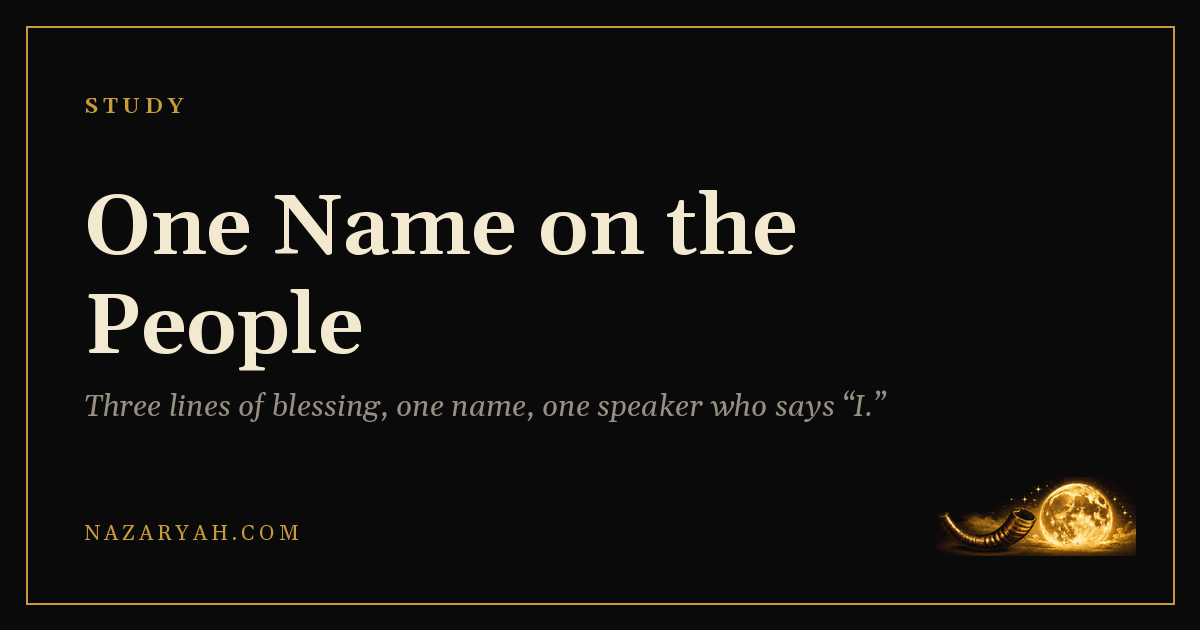 STUDY
One Name on the
People
Three lines of blessing, one name, one speaker who says “I.”
NAZARYAH.COM